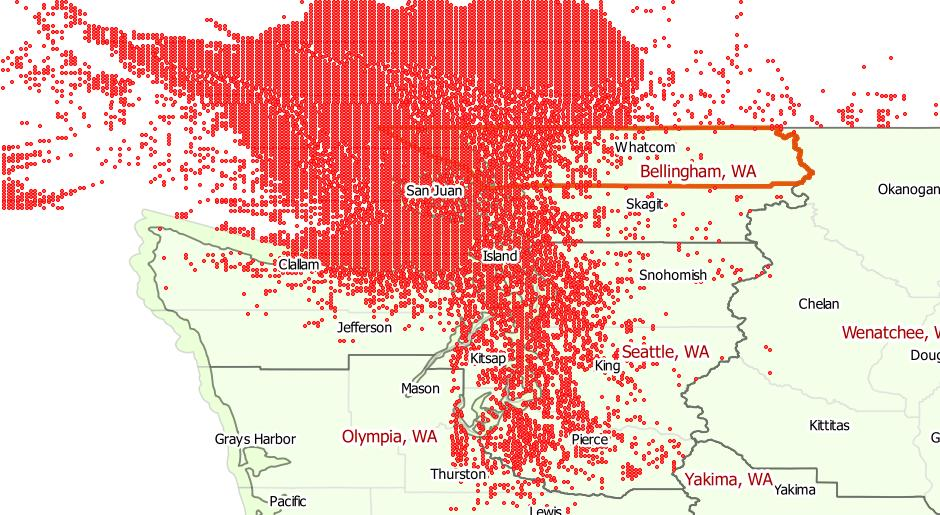 Whatcom
Bellingham, WA
San Juan
Okanogan
Skagit
Island
Clallam
Snohomish
Chelan
Jefferson
Wenatchee, W
Kitsap
Seattle, WA
King
Doug
Mason
Kittitas
Grays Harbor
Olympia, WA
Pierce
G
Thurston
Yakima, WA
Yakima
Pacific
Lewis